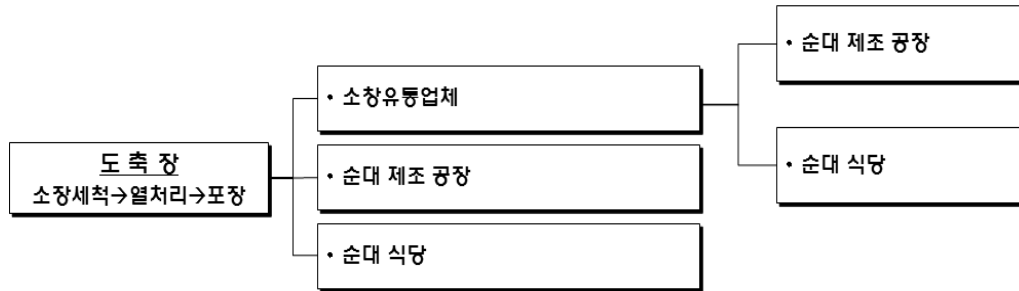 도 축 장
소장세척→열처리→포장
• 소창유통업체
• 순대 제조 공장
• 순대 식당
• 순대 제조 공장
• 순대 식당